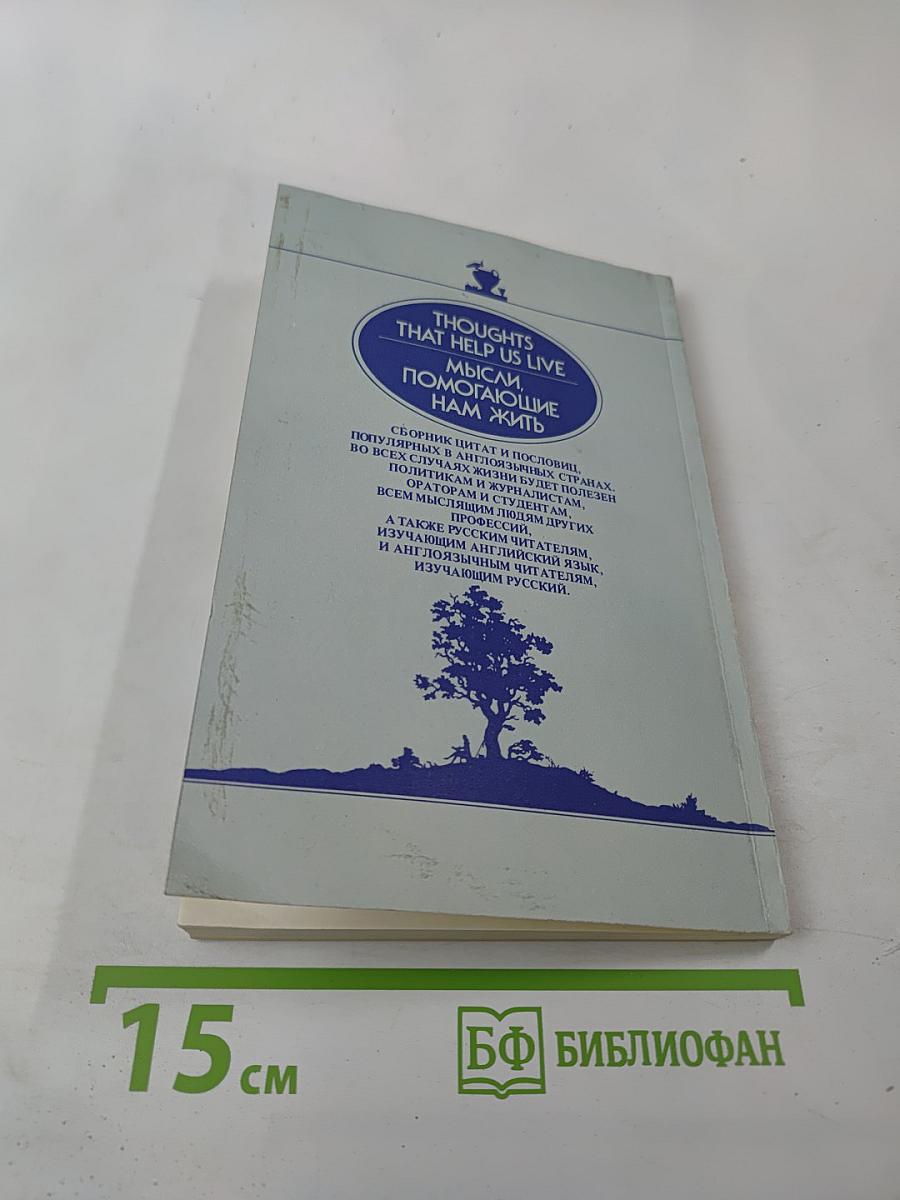 THOUGHTS
THAT HELP US LIVE
МЫСЛИ,
ПОМОГАЮЩИЕ
НАМ ЖИТЬ
СБОРНИК ЦИТАТ И ПОСЛОВИЦ,
ПОПУЛЯРНЫХ В АНГЛОЯЗЫЧНЫХ СТРАНАХ.
ВО ВСЕХ СЛУЧАЯХ ЖИЗНИ БУДЕТ ПОЛЕЗЕН
ПОЛИТИКАМ И ЖУРНАЛИСТАМ,
ОРАТОРАМ И СТУДЕНТАМ,
ВСЕМ МЫСЛЯЩИМ ЛЮДЯМ ДРУГИХ
ПРОФЕССИЙ,
А ТАКЖЕ РУССКИМ ЧИТАТЕЛЯМ,
ИЗУЧАЮЩИМ АНГЛИЙСКИЙ ЯЗЫК,
И АНГЛОЯЗЫЧНЫМ ЧИТАТЕЛЯМ,
ИЗУЧАЮЩИМ РУССКИЙ.
15 см
БФ БИБЛИОФАН